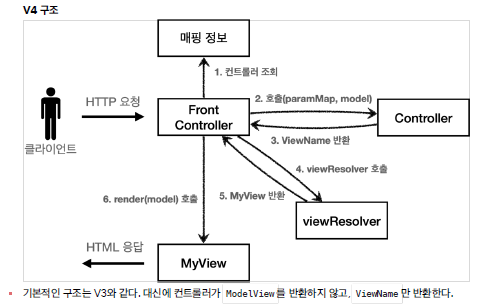 V4 구조
매핑 정보
1. 컨트롤러 조회
HTTP 요청
Front
Controller
2. 호출(paramMap, model)
Controller
3. ViewName 반환
클라이언트
4. viewResolver 호출
5. MyView 반환
6. render(model) 호출
viewResolver
HTML 응답
MyView
기본적인 구조는 V3와 같다. 대신에 컨트롤러가 ModelView 를 반환하지 않고, ViewName 만 반환한다.